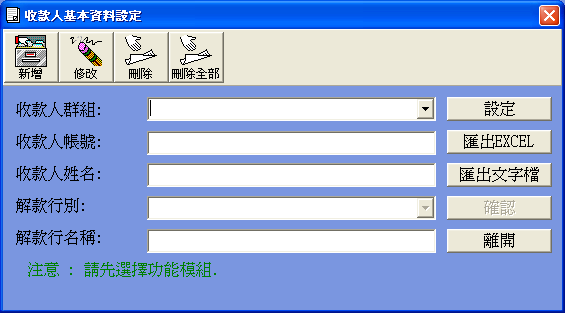 收款人基本資料設定
新增 修改 刪除 刪除全部
收款人群組: 設定
收款人帳號: 匯出EXCEL
收款人姓名: 匯出文字檔
解款行別: 確認
解款行名稱: 離開
注意 : 請先選擇功能模組.